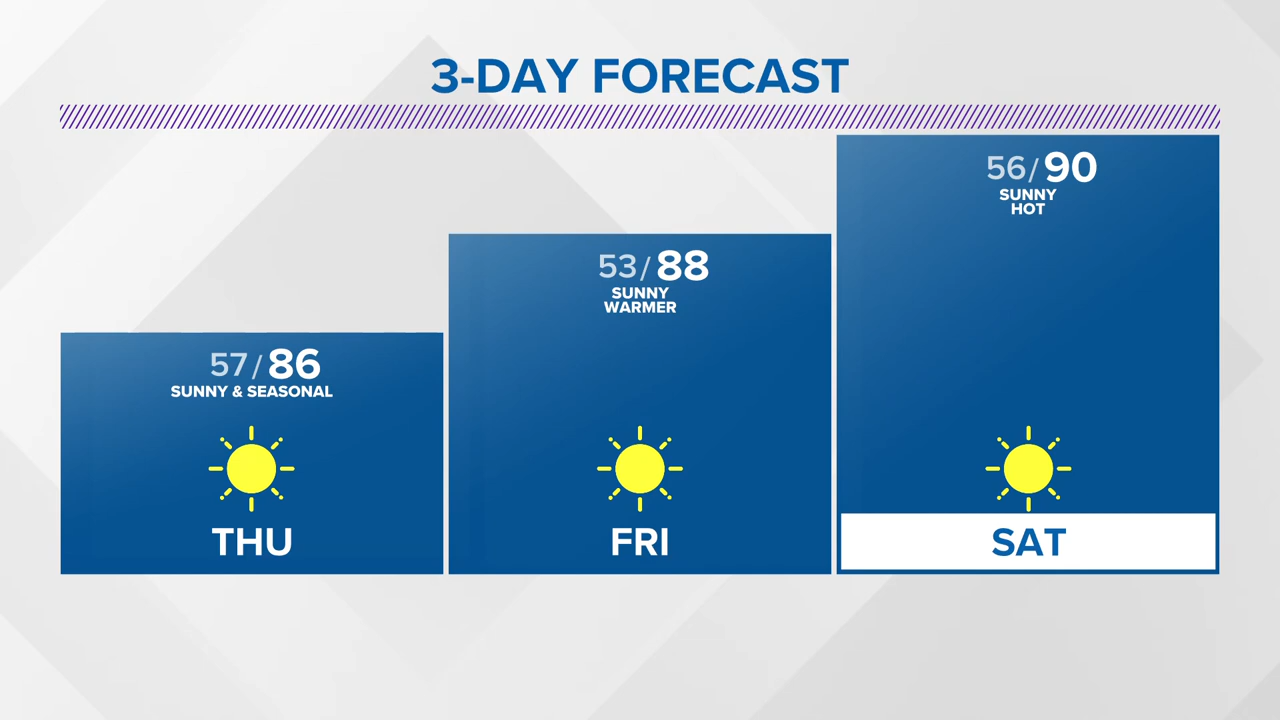 3-DAY FORECAST
57/86
SUNNY & SEASONAL
THU
53/88
SUNNY
WARMER
FRI
56/90
SUNNY
HOT
SAT